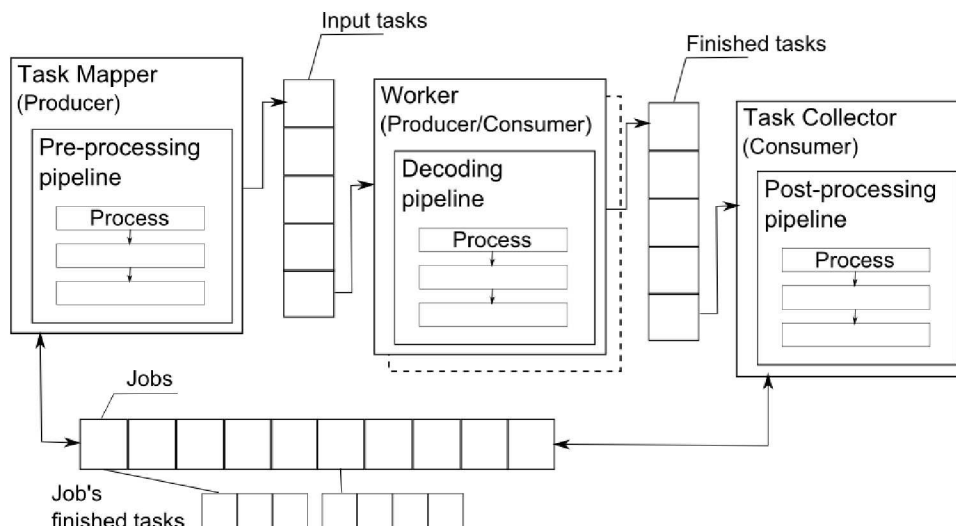 Input tasks
Finished tasks
Task Mapper
(Producer)
Pre-processing
pipeline
Process
Worker
(Producer/Consumer)
Decoding
pipeline
Process
Task Collector
(Consumer)
Post-processing
pipeline
Process
Jobs
Job's
finished tasks